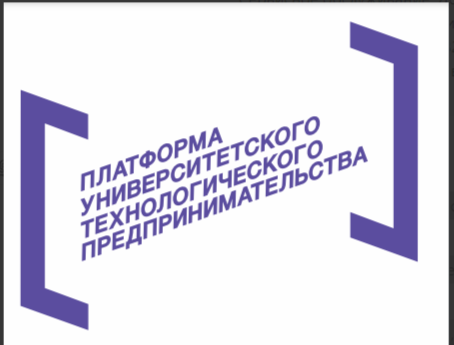 ПЛАТФОРМА
УНИВЕРСИТЕТСКОГО
ТЕХНОЛОГИЧЕСКОГО
ПРЕДПРИНИМАТЕЛЬСТВА